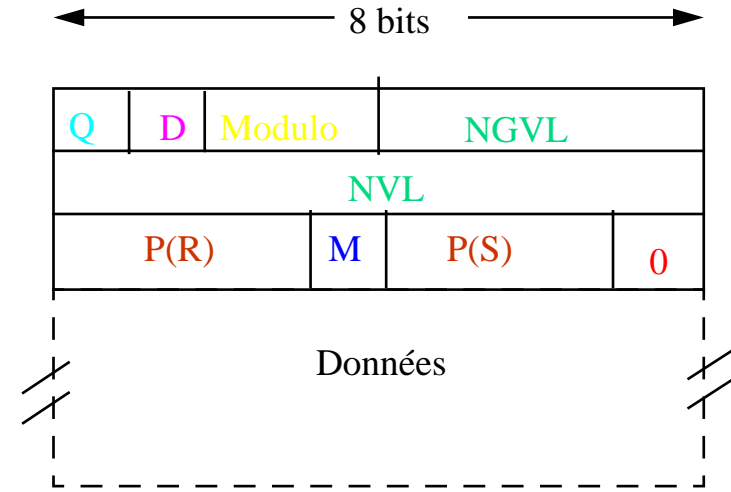 8 bits
Q D Modulo NGVL
NVL
P(R) M P(S) 0
Données